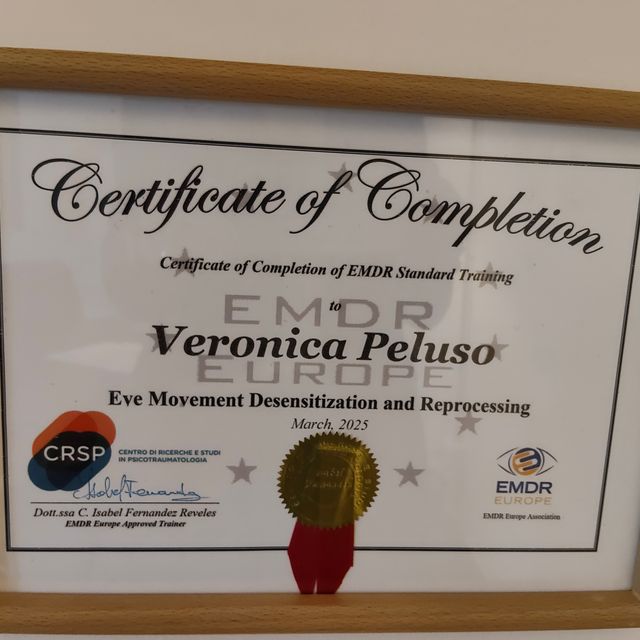 Certificate of Completion
Certificate of Completion of EMDR Standard Training
to
EMDR
Veronica Peluso
EUROPE
Eye Movement Desensitization and Reprocessing
March, 2025
CRSP
CENTRO DI RICERCHE E STUDI
IN PSICOTRAUMATOLOGIA
Dott.ssa C. Isabel Fernandez Reveles
EMDR Europe Approved Trainer
EMDR
EUROPE
EMDR Europe Association